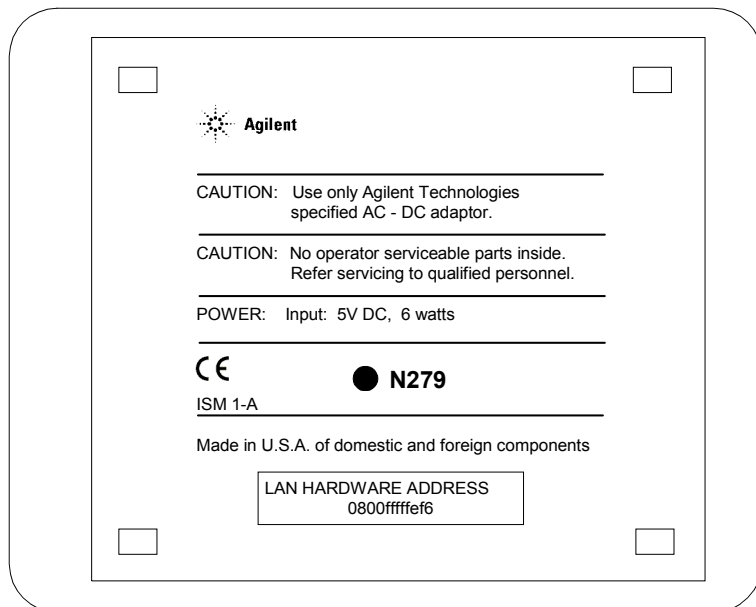 Agilent
CAUTION: Use only Agilent Technologies
specified AC - DC adaptor.
CAUTION: No operator serviceable parts inside.
Refer servicing to qualified personnel.
POWER: Input: 5V DC, 6 watts
CE N279
ISM 1-A
Made in U.S.A. of domestic and foreign components
LAN HARDWARE ADDRESS
0800fffffef6